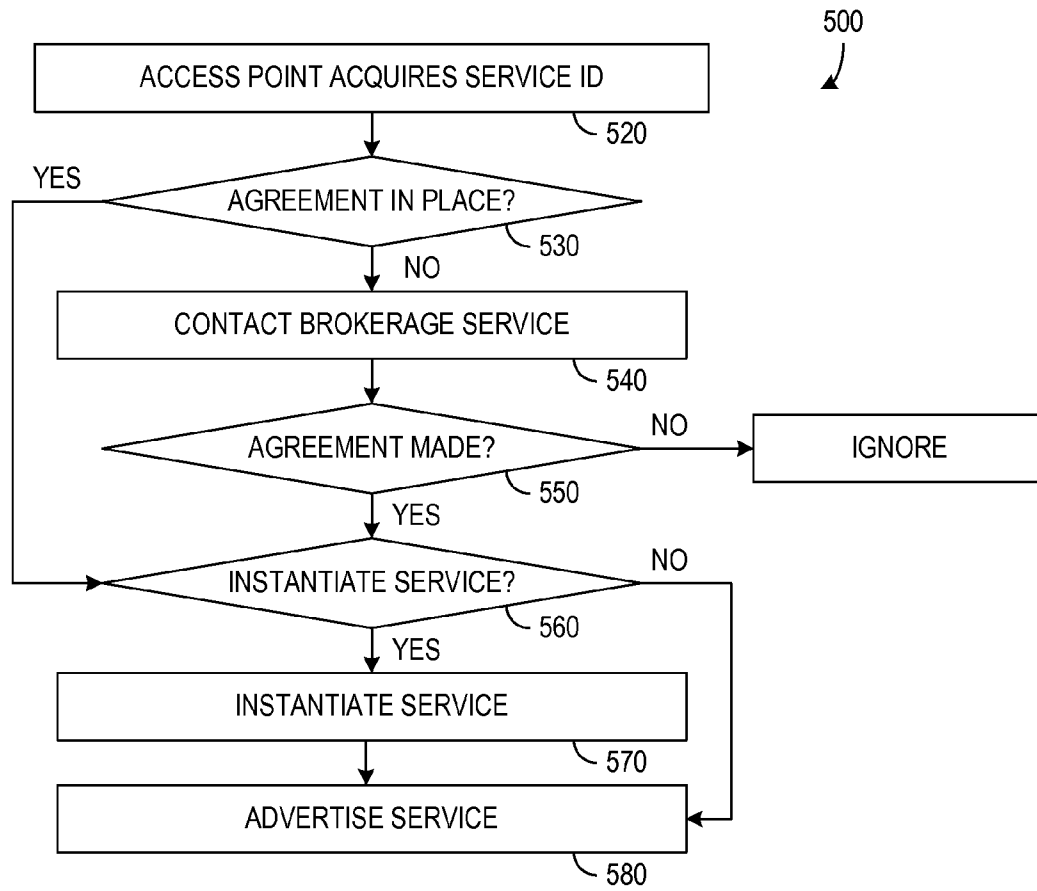 500
ACCESS POINT ACQUIRES SERVICE ID
520
YES
AGREEMENT IN PLACE?
530
NO
CONTACT BROKERAGE SERVICE
540
AGREEMENT MADE?
NO
IGNORE
550
YES
INSTANTIATE SERVICE?
NO
560
YES
INSTANTIATE SERVICE
570
ADVERTISE SERVICE
580